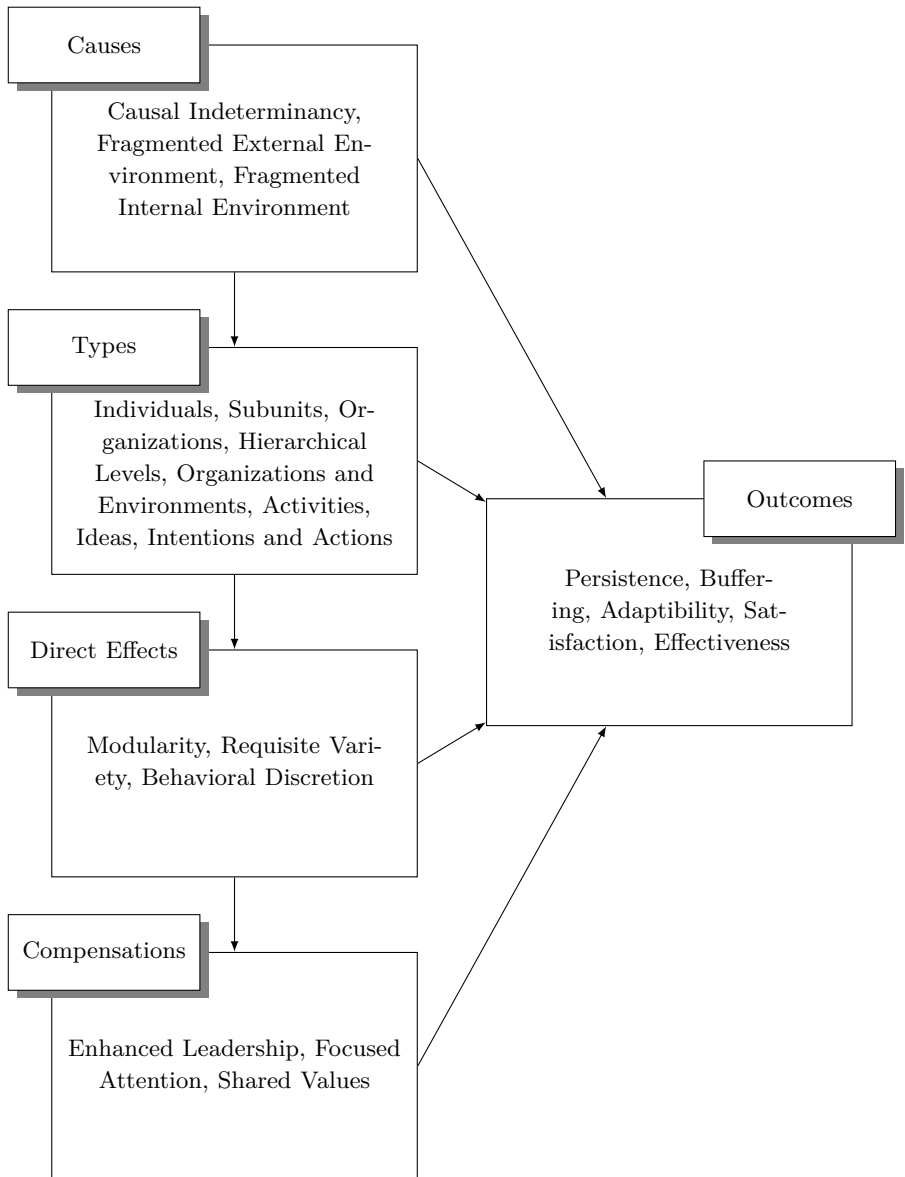 Causes
Causal Indeterminancy,
Fragmented External En-
vironment, Fragmented
Internal Environment
Types
Individuals, Subunits, Or-
ganizations, Hierarchical
Levels, Organizations and
Environments, Activities,
Ideas, Intentions and Actions
Outcomes
Persistence, Buffer-
ing, Adaptibility, Sat-
isfaction, Effectiveness
Direct Effects
Modularity, Requisite Vari-
ety, Behavioral Discretion
Compensations
Enhanced Leadership, Focused
Attention, Shared Values